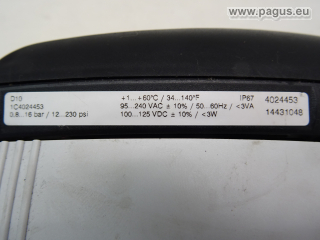 © www.pagus.eu
D10 +1...+60°C / 34...140°F IP67 4024453
1C4024453 95...240 VAC ± 10% / 50...60Hz / <3VA
0.8...16 bar / 12...230 psi 100...125 VDC ± 10% / <3W 14431048